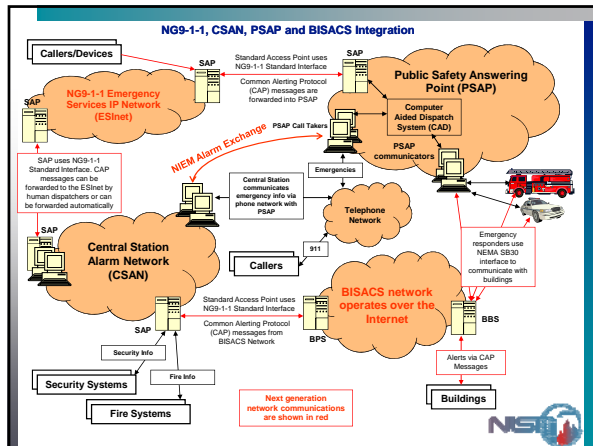 NG9-1-1, CSAN, PSAP and BISACS Integration
Callers/Devices
SAP
Standard Access Point uses
NG9-1-1 Standard Interface
Common Alerting Protocol
(CAP) messages are
forwarded into PSAP
SAP
Public Safety Answering
Point (PSAP)
SAP
NG9-1-1 Emergency
Services IP Network
(ESInet)
Computer
Aided Dispatch
System (CAD)
PSAP Call Takers
PSAP
communicators
NIEM Alarm Exchange
SAP uses NG9-1-1
Standard Interface. CAP
messages can be
forwarded to the ESInet by
human dispatchers or can
be forwarded automatically
Emergencies
Central Station
communicates
emergency info via
phone network with
PSAP
Telephone
Network
SAP
Central Station
Alarm Network
(CSAN)
911
Callers
Emergency
responders use
NEMA SB30
interface to
communicate with
buildings
BISACS network
operates over the
Internet
SAP
Standard Access Point uses
NG9-1-1 Standard Interface
Common Alerting Protocol
(CAP) messages from
BISACS Network
BPS
BBS
Security Info
Fire Info
Alerts via CAP
Messages
Security Systems
Fire Systems
Buildings
Next generation
network communications
are shown in red
NIST